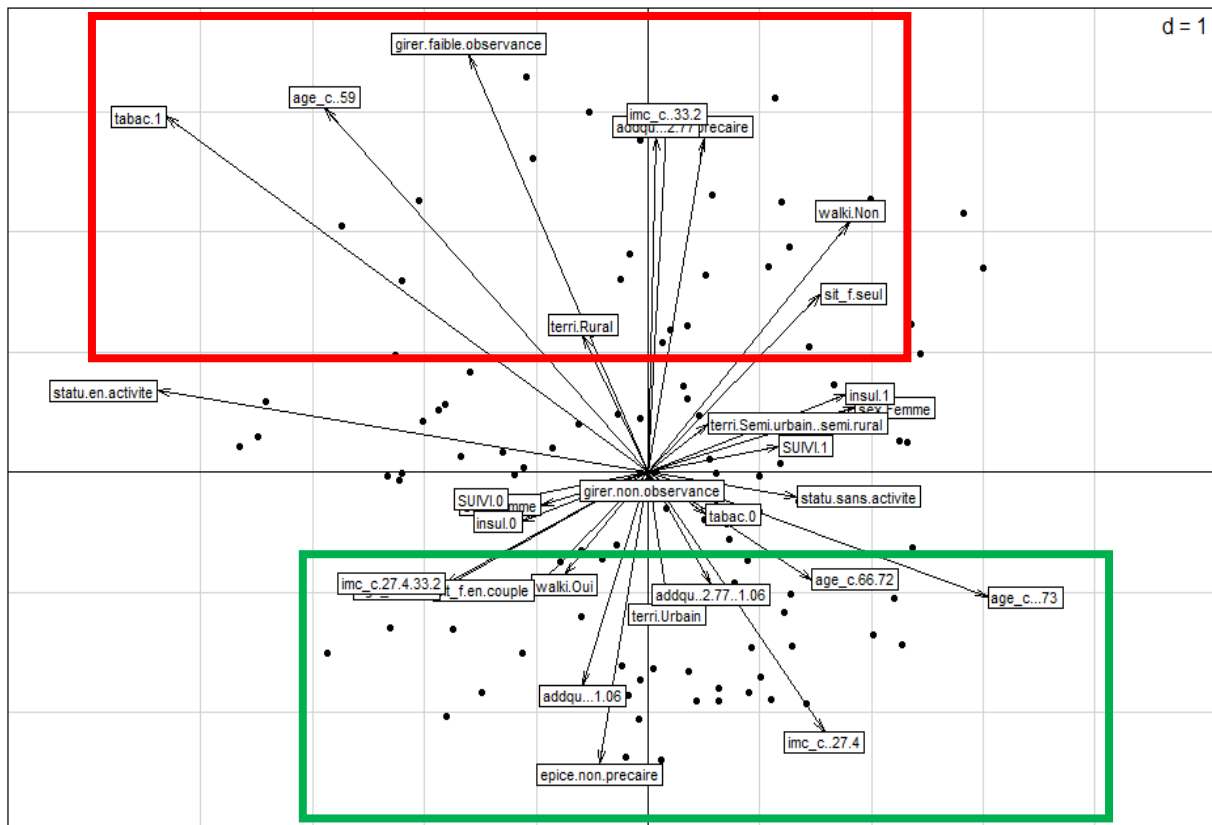 d = 1
girer.faible.observance
age_c..59
tabac.1
imc_c..33.2
addqu...2.77
precaire
walki.Non
sit_f.seul
terri.Rural
statu.en.activite
insul.1
sex.Femme
terri.Semi.urbain..semi.rural
SUIVI.1
girer.non.observance
SUIVI.0
statu.sans.activite
tabac.0
insul.0
imc_c.27.4.33.2
sit_f.en.couple
walki.Oui
addqu..2.77..1.06
age_c.66.72
age_c...73
terri.Urbain
addqu...1.06
imc_c..27.4
epice.non.precaire